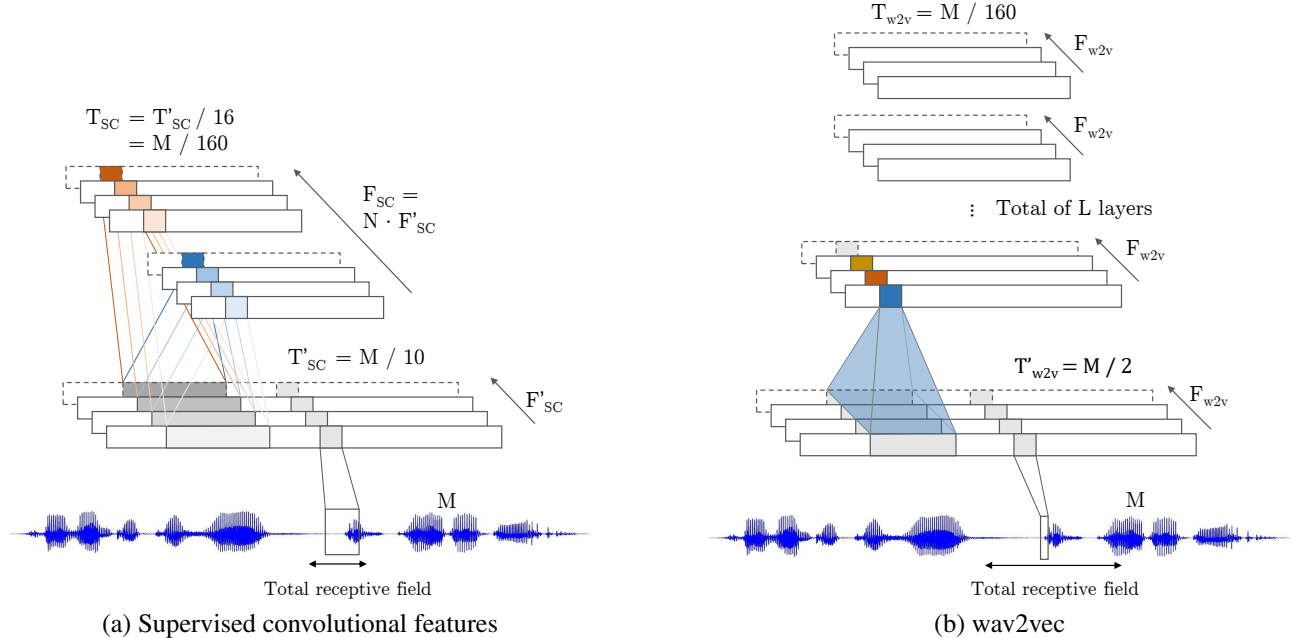 T_SC = T'_SC / 16
= M / 160
F_SC =
N · F'_SC
T'_SC = M / 10
F'_SC
M
Total receptive field
(a) Supervised convolutional features
T_w2v = M / 160
F_w2v
F_w2v
⋮ Total of L layers
F_w2v
T'_w2v = M / 2
F_w2v
M
Total receptive field
(b) wav2vec